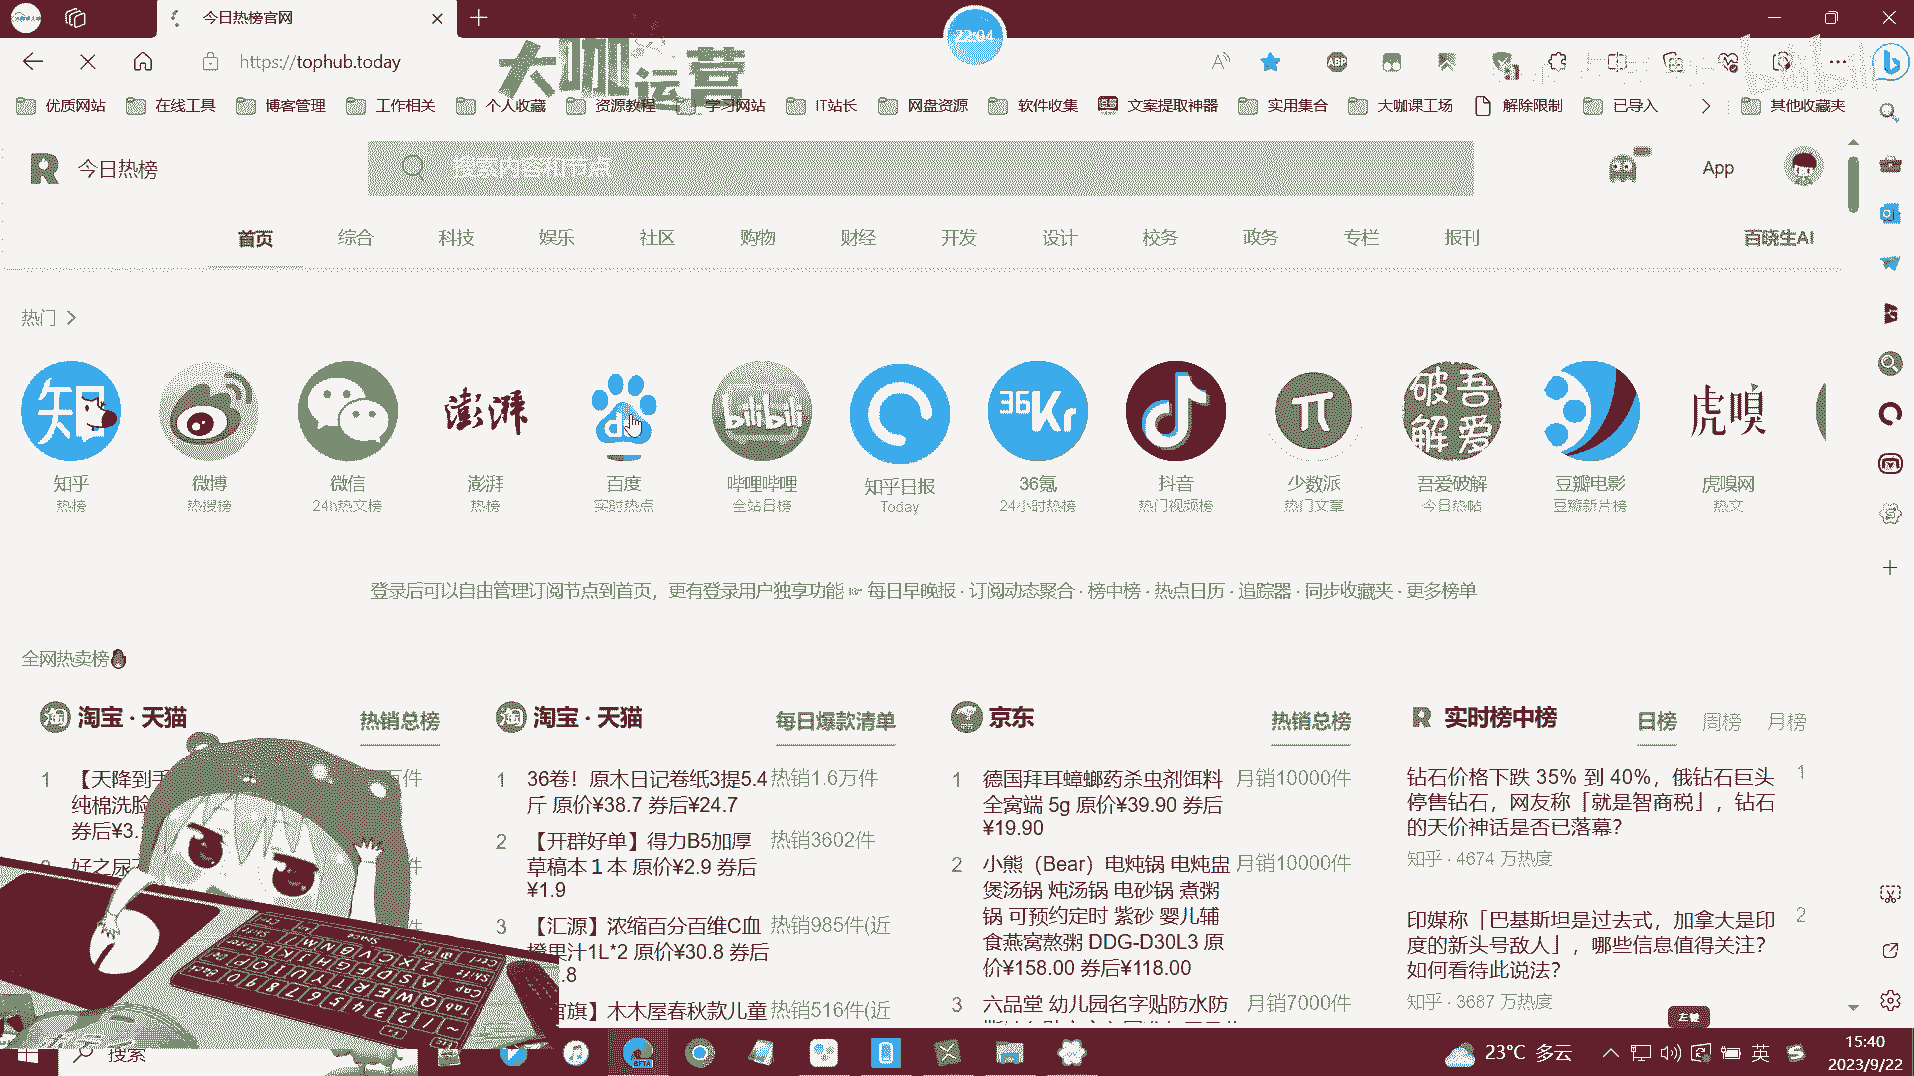 今日热榜官网
22:04
https://tophub.today
大咖运营
bilibili
优质网站 在线工具 博客管理 工作相关 个人收藏 资源教程 学习网站 IT站长 网盘资源 软件收集 文案提取神器 实用集合 大咖课工场 解除限制 已导入 其他收藏夹
今日热榜
搜索内容和节点
App
首页 综合 科技 娱乐 社区 购物 财经 开发 设计 校务 政务 专栏 报刊 百晓生AI
热门
知乎 微博 微信 澎湃 百度 哔哩哔哩 知乎日报 36氪 抖音 少数派 吾爱破解 豆瓣电影 虎嗅网
热榜 热搜榜 24h热文榜 热榜 实时热点 全站日榜 Today 24小时热榜 热门视频榜 热门文章 今日热帖 豆瓣新片榜 热文
登录后可以自由管理订阅节点到首页，更有登录用户独享功能 ☞ 每日早晚报 · 订阅动态聚合 · 榜中榜 · 热点日历 · 追踪器 · 同步收藏夹 · 更多榜单
全网热卖榜
淘宝 · 天猫 热销总榜
1 【天降到手
纯棉洗脸
券后¥3.
好之尿
淘宝 · 天猫 每日爆款清单
1 36卷！原木日记卷纸3提5.4 热销1.6万件
斤 原价¥38.7 券后¥24.7
2 【开群好单】得力B5加厚 热销3602件
草稿本１本 原价¥2.9 券后
¥1.9
3 【汇源】浓缩百分百维C血 热销985件(近
橙果汁1L*2 原价¥30.8 券后
.8
官旗】木木屋春秋款儿童 热销516件(近
京东 热销总榜
1 德国拜耳蟑螂药杀虫剂饵料 月销10000件
全窝端 5g 原价¥39.90 券后
¥19.90
2 小熊（Bear）电炖锅 电炖盅 月销10000件
煲汤锅 炖汤锅 电砂锅 煮粥
锅 可预约定时 紫砂 婴儿辅
食燕窝熬粥 DDG-D30L3 原
价¥158.00 券后¥118.00
3 六品堂 幼儿园名字贴防水防 月销7000件
实时榜中榜 日榜 周榜 月榜
钻石价格下跌 35% 到 40%，俄钻石巨头 1
停售钻石，网友称「就是智商税」，钻石
的天价神话是否已落幕？
知乎 · 4674 万热度
印媒称「巴基斯坦是过去式，加拿大是印 2
度的新头号敌人」，哪些信息值得关注？
如何看待此说法？
知乎 · 3687 万热度
左键
搜索
23°C 多云
英
15:40
2023/9/22